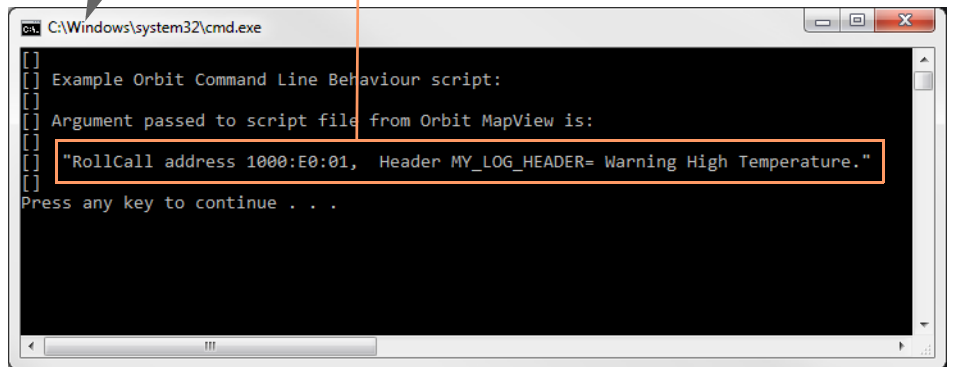 C:\Windows\system32\cmd.exe
[]
[] Example Orbit Command Line Behaviour script:
[]
[] Argument passed to script file from Orbit MapView is:
[]
[] "RollCall address 1000:E0:01,  Header MY_LOG_HEADER= Warning High Temperature."
[]
Press any key to continue . . .